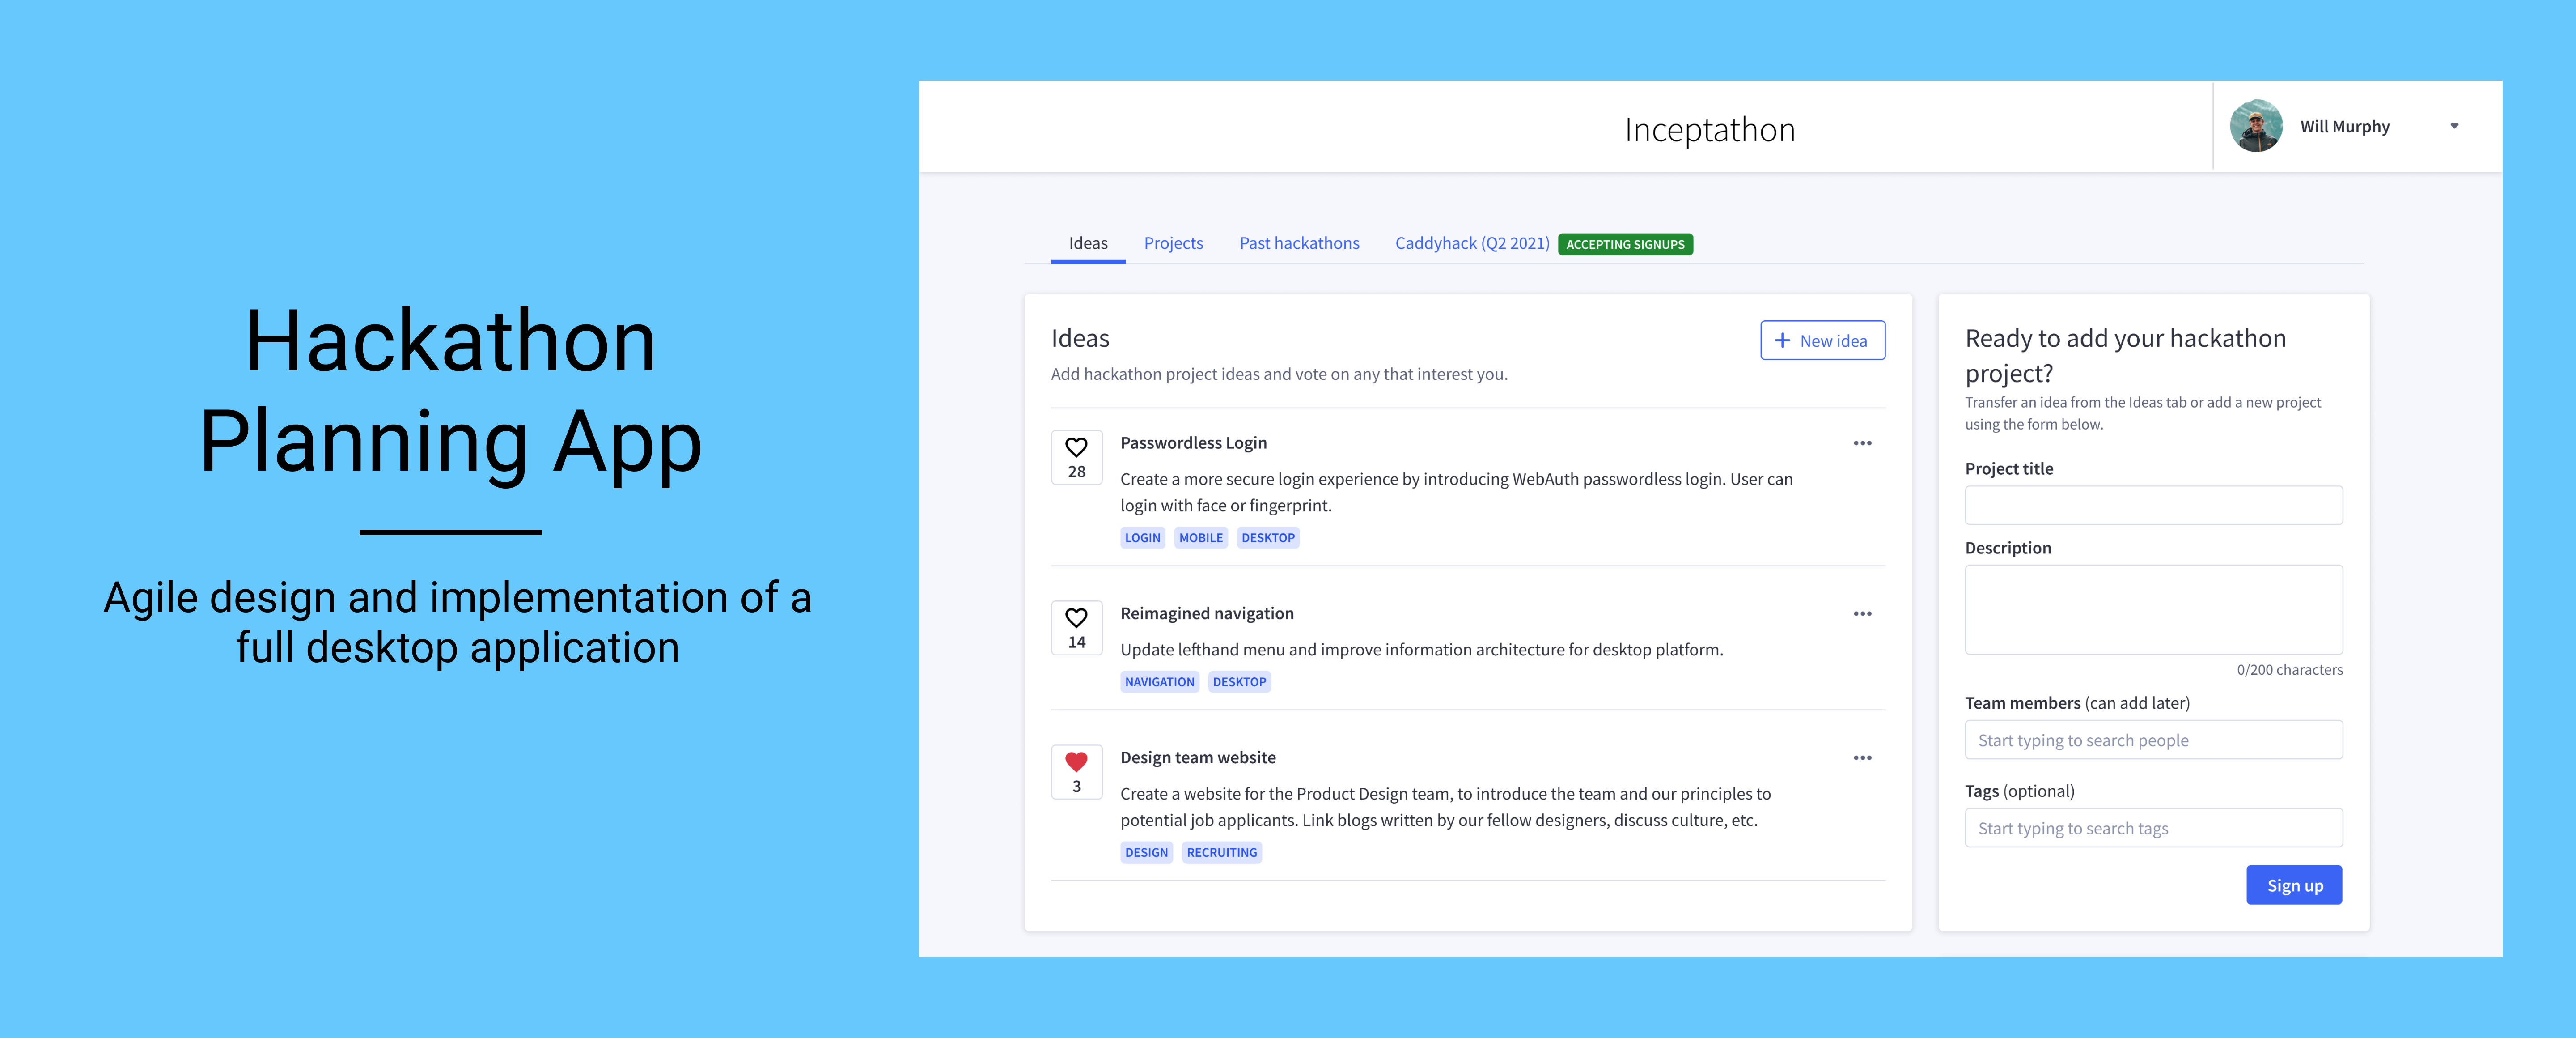 Hackathon
Planning App
Agile design and implementation of a
full desktop application
Inceptathon
Will Murphy
Ideas
Projects
Past hackathons
Caddyhack (Q2 2021)
ACCEPTING SIGNUPS
Ideas
New idea
Add hackathon project ideas and vote on any that interest you.
28
Passwordless Login
Create a more secure login experience by introducing WebAuth passwordless login. User can
login with face or fingerprint.
LOGIN
MOBILE
DESKTOP
14
Reimagined navigation
Update lefthand menu and improve information architecture for desktop platform.
NAVIGATION
DESKTOP
3
Design team website
Create a website for the Product Design team, to introduce the team and our principles to
potential job applicants. Link blogs written by our fellow designers, discuss culture, etc.
DESIGN
RECRUITING
Ready to add your hackathon
project?
Transfer an idea from the Ideas tab or add a new project
using the form below.
Project title
Description
0/200 characters
Team members (can add later)
Start typing to search people
Tags (optional)
Start typing to search tags
Sign up